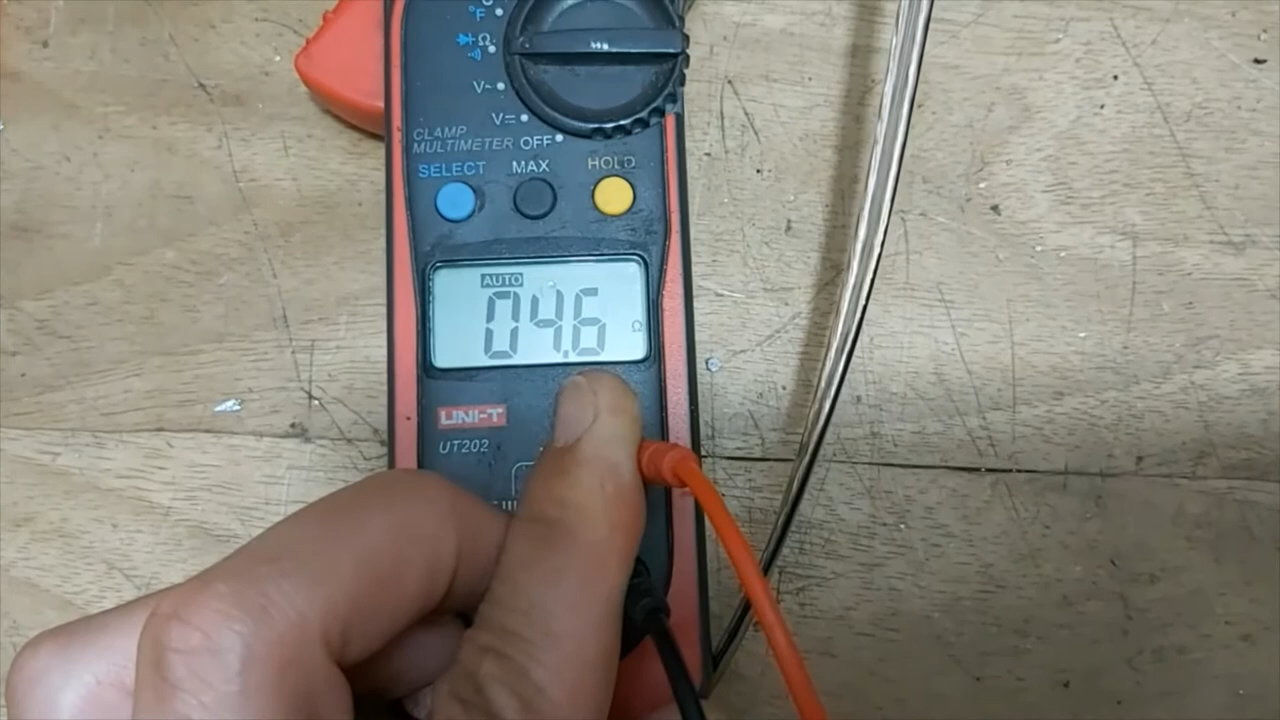 °F
Ω
V~
V⎓
CLAMP
MULTIMETER OFF
SELECT MAX HOLD
AUTO
04.6 Ω
UNI-T
UT202